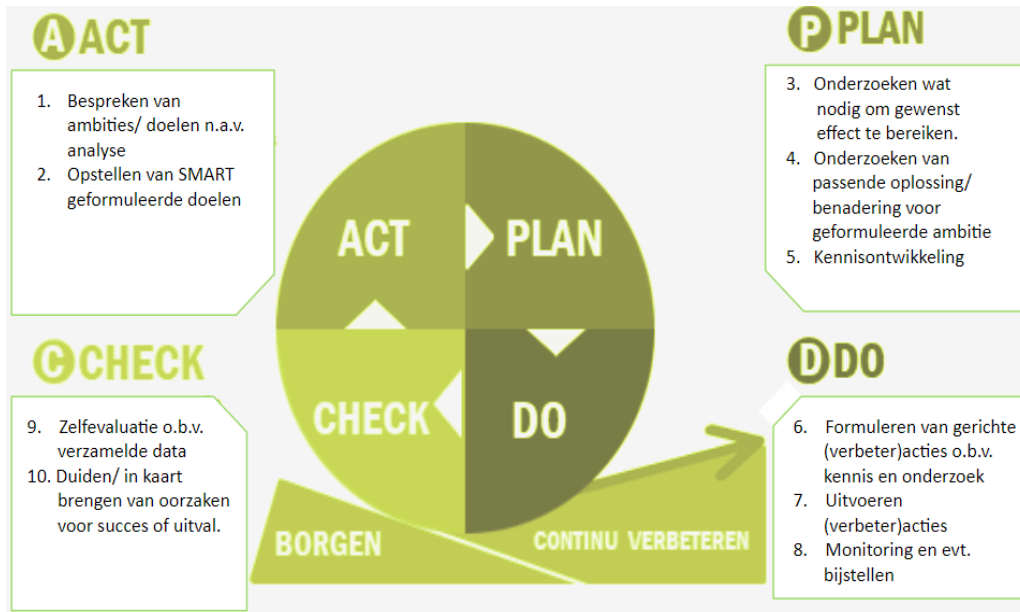 A ACT
1. Bespreken van
ambities/ doelen n.a.v.
analyse
2. Opstellen van SMART
geformuleerde doelen
P PLAN
3. Onderzoeken wat
nodig om gewenst
effect te bereiken.
4. Onderzoeken van
passende oplossing/
benadering voor
geformuleerde ambitie
5. Kennisontwikkeling
ACT
PLAN
CHECK
DO
C CHECK
9. Zelfevaluatie o.b.v.
verzamelde data
10. Duiden/ in kaart
brengen van oorzaken
voor succes of uitval.
D DO
6. Formuleren van gerichte
(verbeter)acties o.b.v.
kennis en onderzoek
7. Uitvoeren
(verbeter)acties
8. Monitoring en evt.
bijstellen
BORGEN
CONTINU VERBETEREN